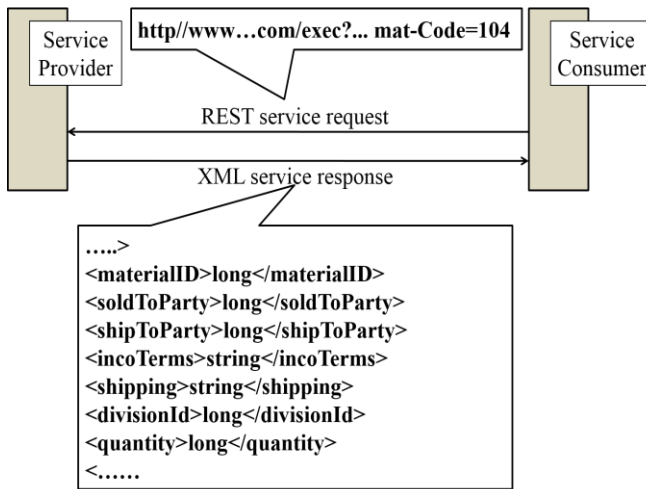 http//www…com/exec?... mat-Code=104
Service
Provider
Service
Consumer
REST service request
XML service response
…..>
<materialID>long</materialID>
<soldToParty>long</soldToParty>
<shipToParty>long</shipToParty>
<incoTerms>string</incoTerms>
<shipping>string</shipping>
<divisionId>long</divisionId>
<quantity>long</quantity>
<……